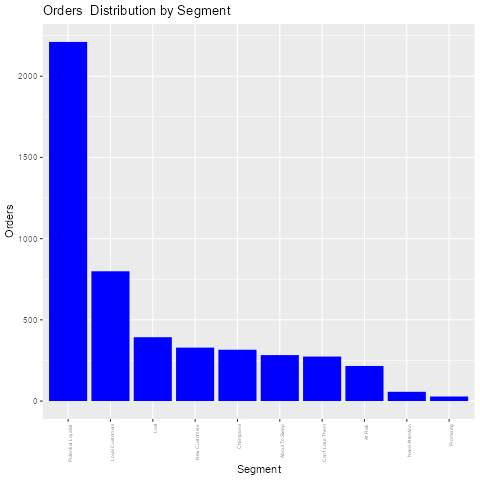 Orders  Distribution by Segment
Orders
2000
1500
1000
500
0
Potential Loyalist
Loyal Customers
Lost
New Customers
Champions
About To Sleep
Can't Lose Them
At Risk
Need Attention
Promising
Segment